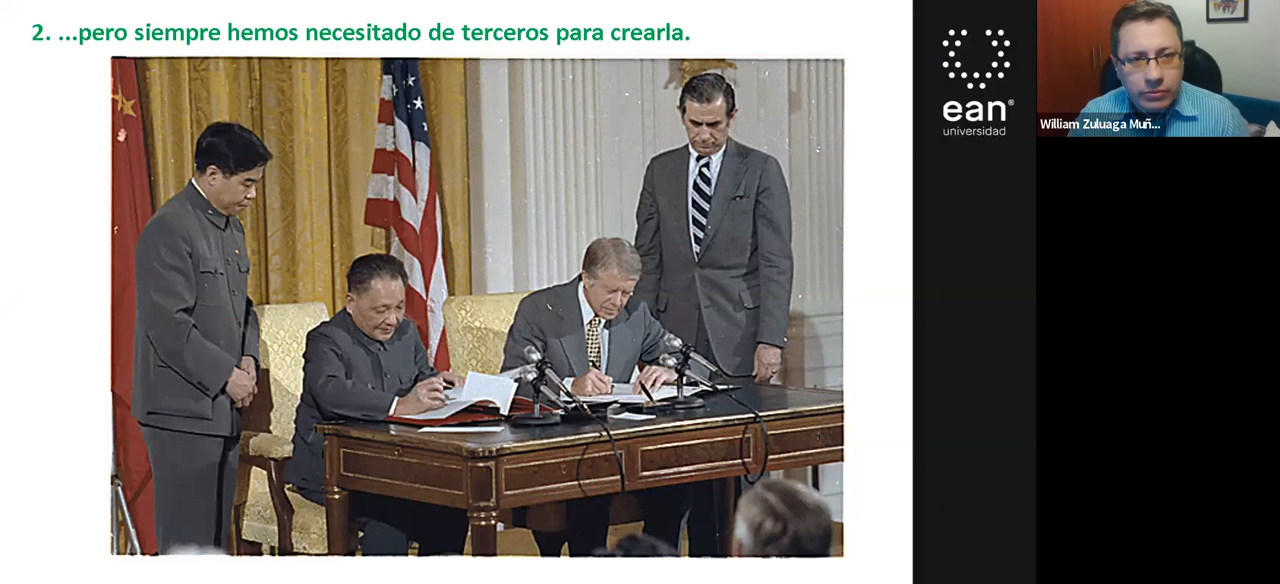 2. ...pero siempre hemos necesitado de terceros para crearla.
ean®
universidad
William Zuluaga Muñ...